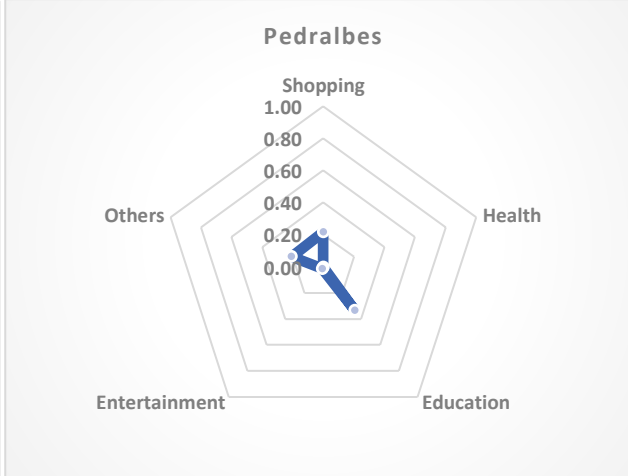 Pedralbes
Shopping
1.00
0.80
0.60
0.40
0.20
0.00
Others
Health
Entertainment
Education